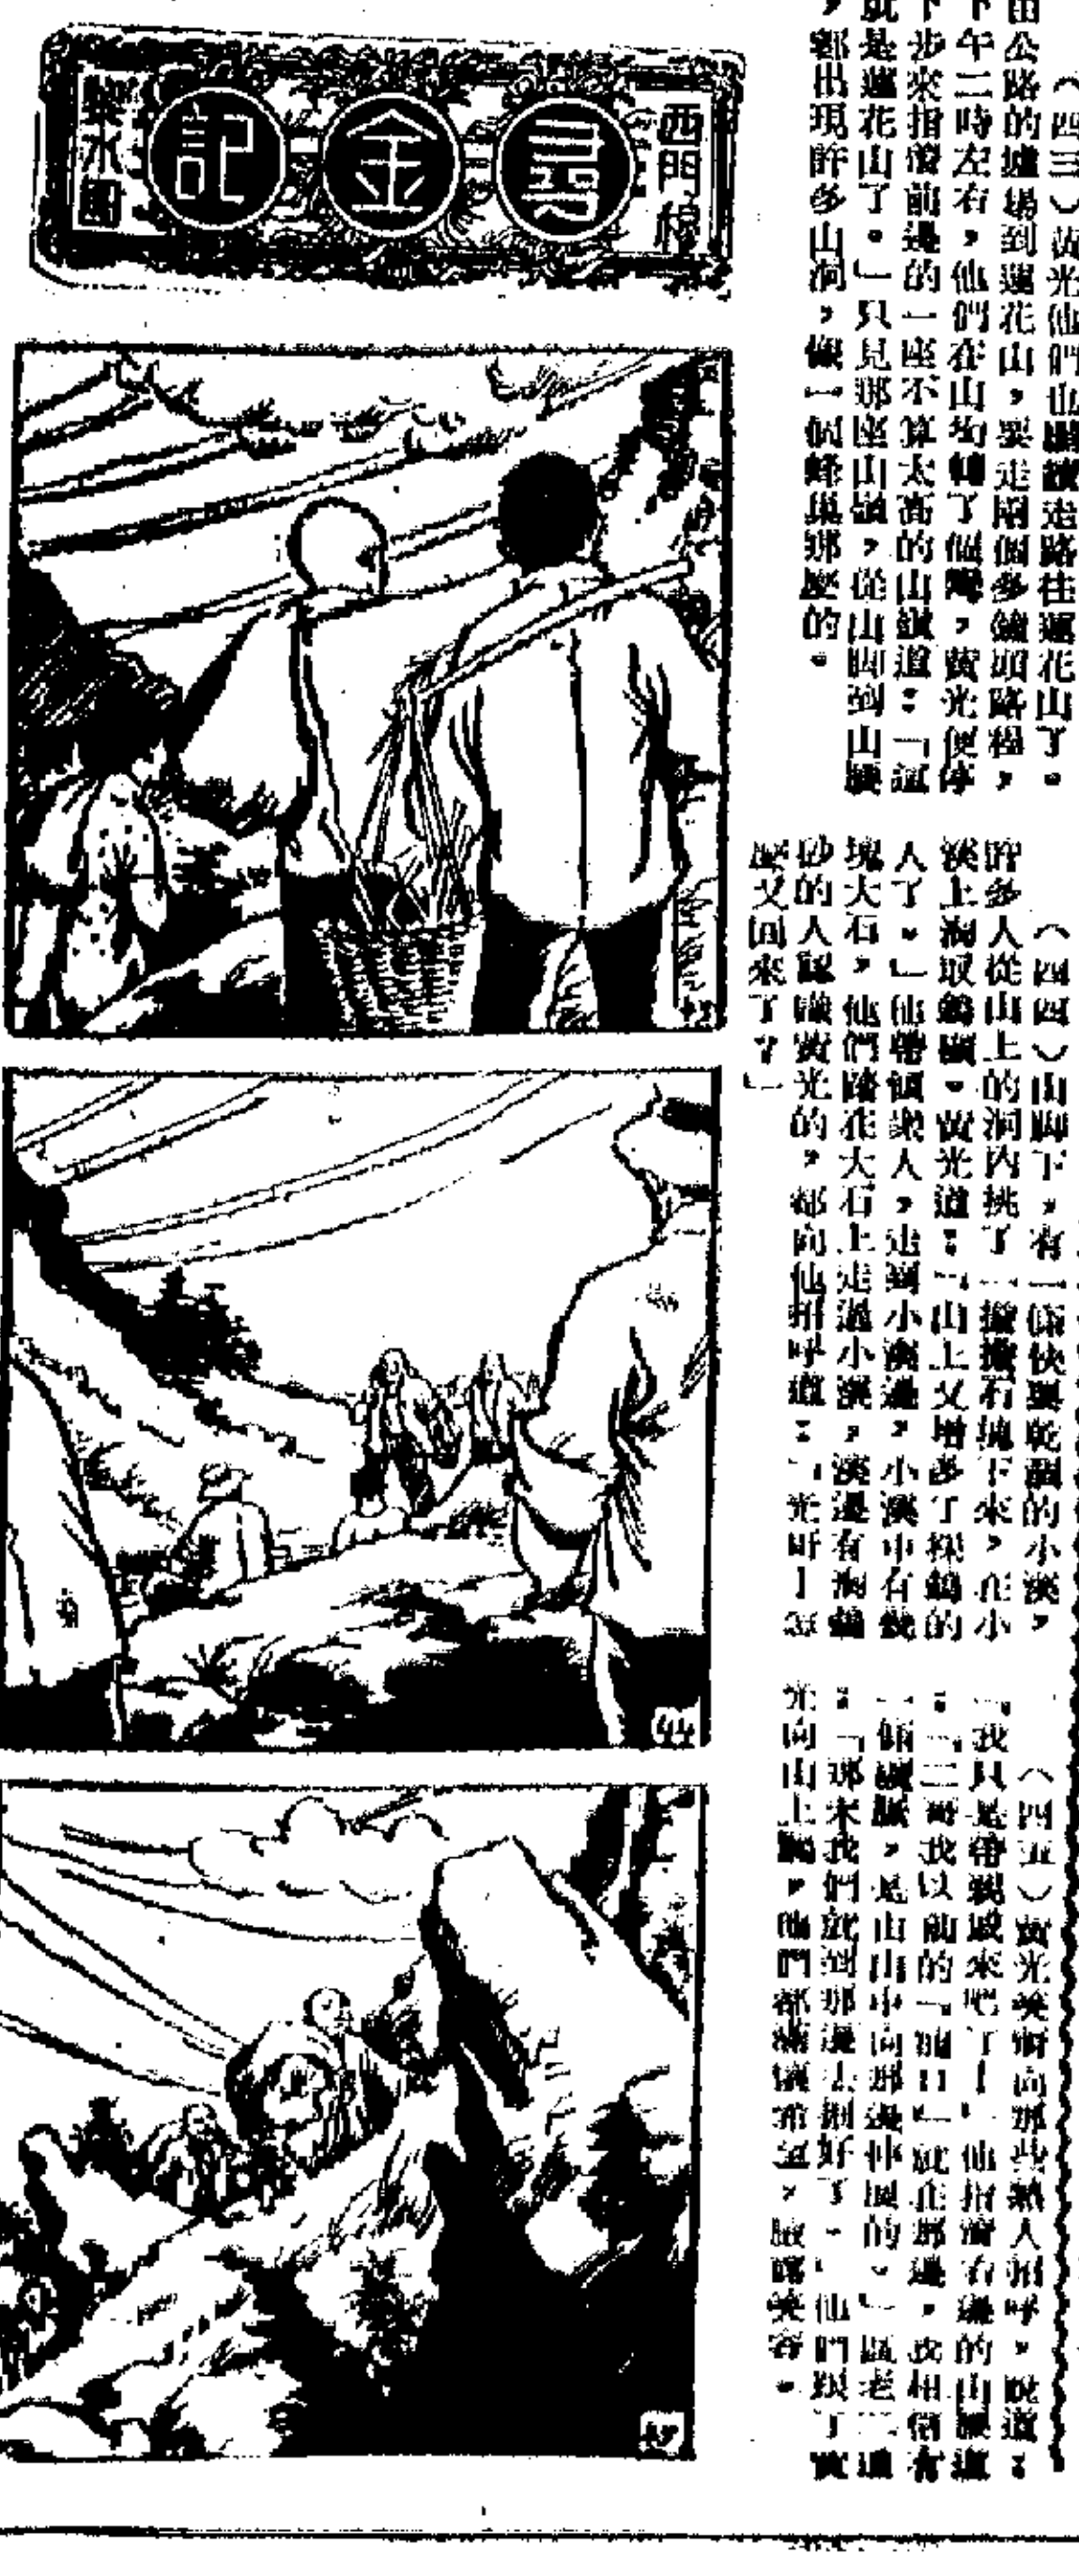 西門穆
尋金記
樂水圖
（四三）黃光他們也繼續走路往蓮花山了。
由公路的墟場到蓮花山，要走兩個多鐘頭路程，
下午二時左右，他們在山坳轉了個彎，黃光便停
下步來指着前邊的一座不算太高的山嶺道：「這
就是蓮花山了。」只見那座山嶺，從山脚到山腰
，都出現許多山洞，像一個蜂巢那麼的。
（四四）山脚下，有一條快要乾涸的小溪，
許多人從山上的洞內挑了一擔擔石塊下來，在小
溪上淘取鎢礦。黃光道：「山上又增多了採鎢的
人了。」他帶領衆人，走到小溪邊，小溪中有幾
塊大石，他們踏在大石上走過小溪，溪邊有淘鎢
砂的人認識黃光的，都向他招呼道：「光哥！怎
麼又回來了？」
44
（四五）黃光笑着向那些熟人招呼，說道：
「我只是帶親戚來吧了！」他指着右邊的山腰道
：「二哥我以前的「洞口」就在那邊，我相信有
一條礦脈，是由山中向那邊伸展的。」區老二道
：「那末我們就到那邊去掘好了。」他們跟了黃
光向山上爬，他們都滿懷希望，臉露笑容。
45